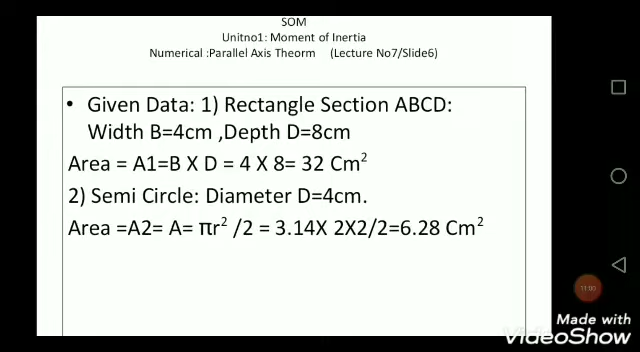 SOM
Unitno1: Moment of Inertia
Numerical :Parallel Axis Theorm (Lecture No7/Slide6)
• Given Data: 1) Rectangle Section ABCD:
Width B=4cm ,Depth D=8cm
Area = A1=B X D = 4 X 8= 32 Cm²
2) Semi Circle: Diameter D=4cm.
Area =A2= A= πr² /2 = 3.14X 2X2/2=6.28 Cm²
11:00
Made with
VideoShow